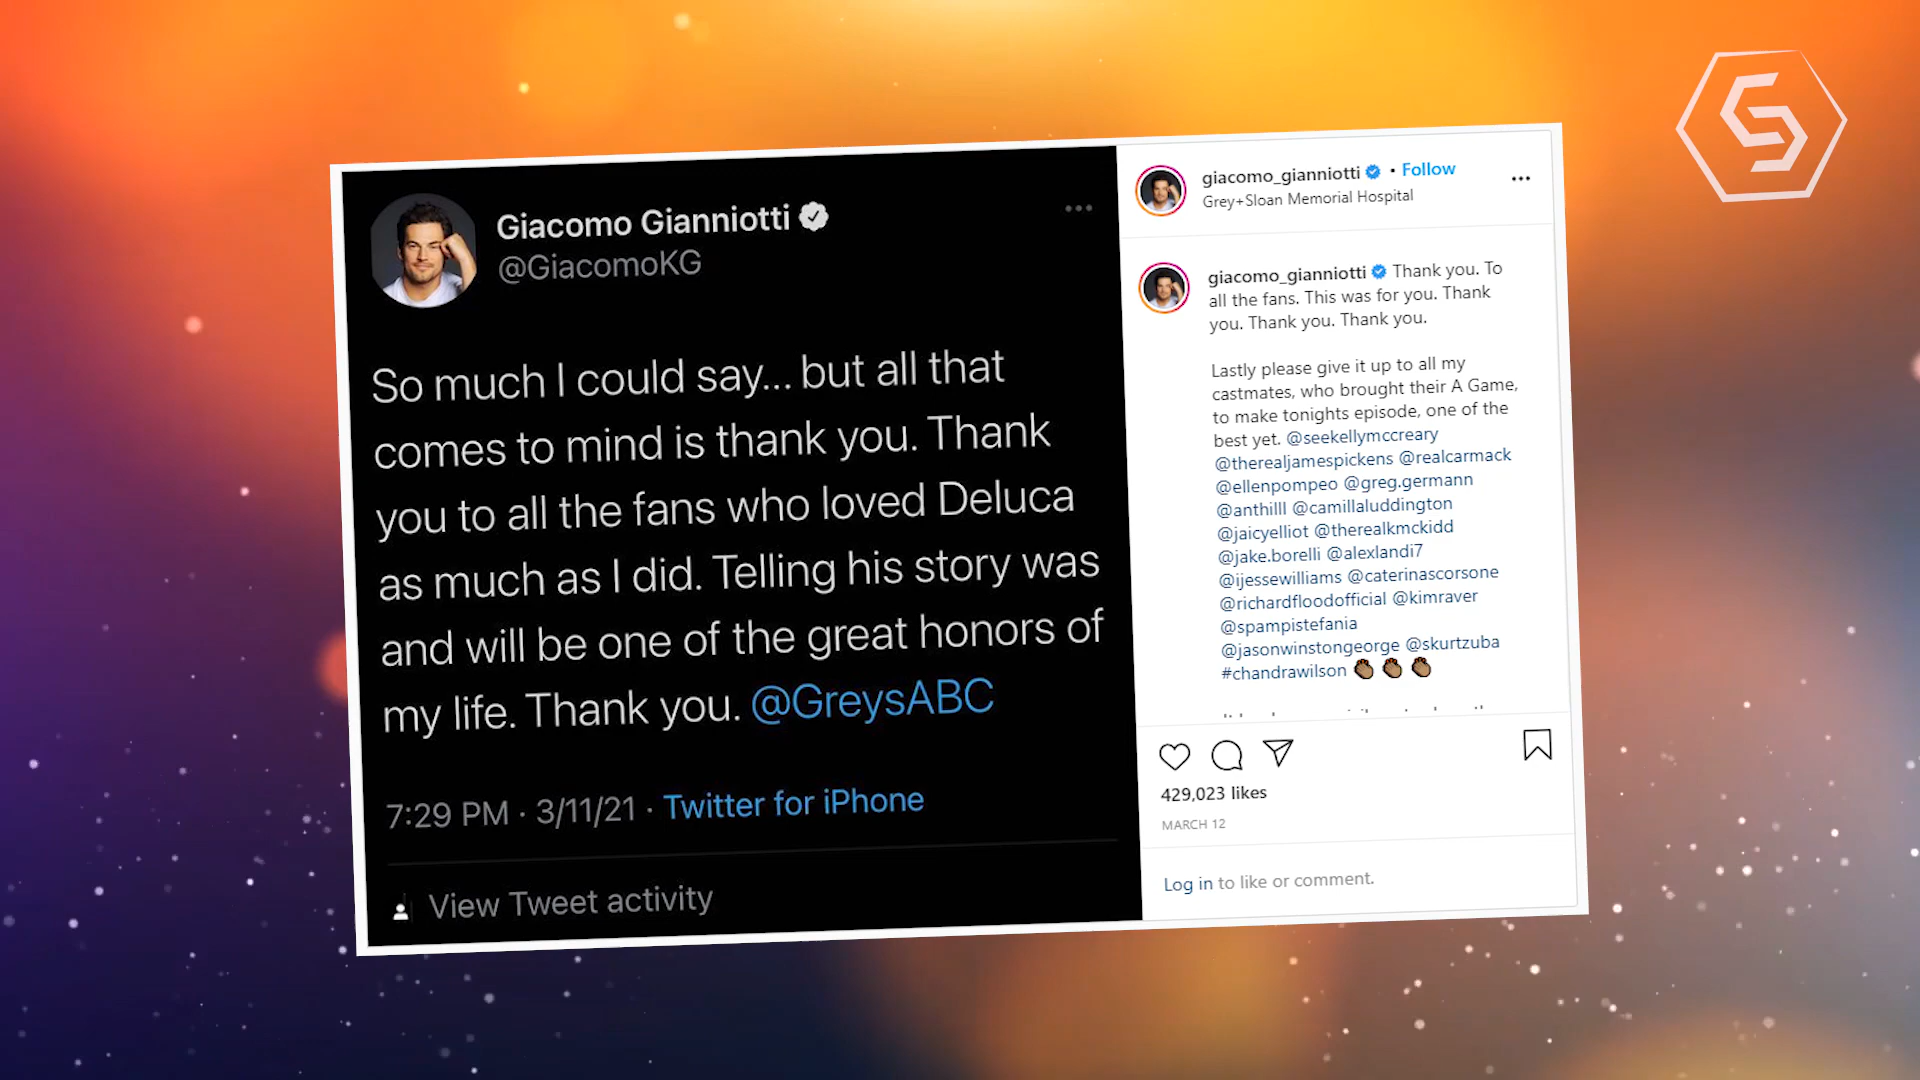 Giacomo Gianniotti
@GiacomoKG
So much I could say... but all that
comes to mind is thank you. Thank
you to all the fans who loved Deluca
as much as I did. Telling his story was
and will be one of the great honors of
my life. Thank you. @GreysABC
7:29 PM · 3/11/21 · Twitter for iPhone
View Tweet activity
giacomo_gianniotti • Follow
Grey+Sloan Memorial Hospital
giacomo_gianniotti Thank you. To
all the fans. This was for you. Thank
you. Thank you. Thank you.
Lastly please give it up to all my
castmates, who brought their A Game,
to make tonights episode, one of the
best yet. @seekellymccreary
@therealjamespickens @realcarmack
@ellenpompeo @greg.germann
@anthilll @camillaluddington
@jaicyelliot @therealkmckidd
@jake.borelli @alexlandi7
@ijessewilliams @caterinascorsone
@richardfloodofficial @kimraver
@spampistefania
@jasonwinstongeorge @skurtzuba
#chandrawilson 👏🏾 👏🏾 👏🏾
429,023 likes
MARCH 12
Log in to like or comment.